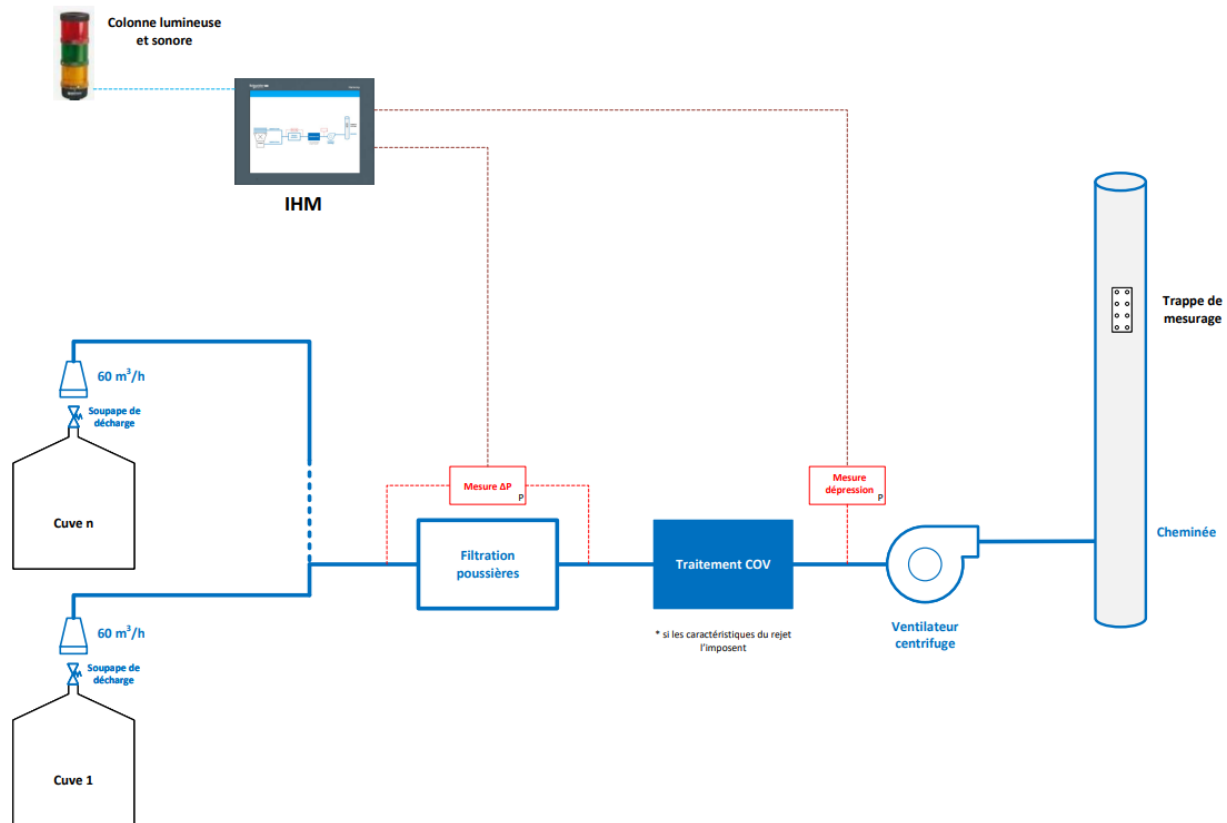 Colonne lumineuse
et sonore
IHM
Trappe de
mesurage
60 m³/h
Soupape de
décharge
Cuve n
Mesure ΔP
P
Mesure
dépression
P
Filtration
poussières
Traitement COV
Cheminée
* si les caractéristiques du rejet
l'imposent
Ventilateur
centrifuge
60 m³/h
Soupape de
décharge
Cuve 1